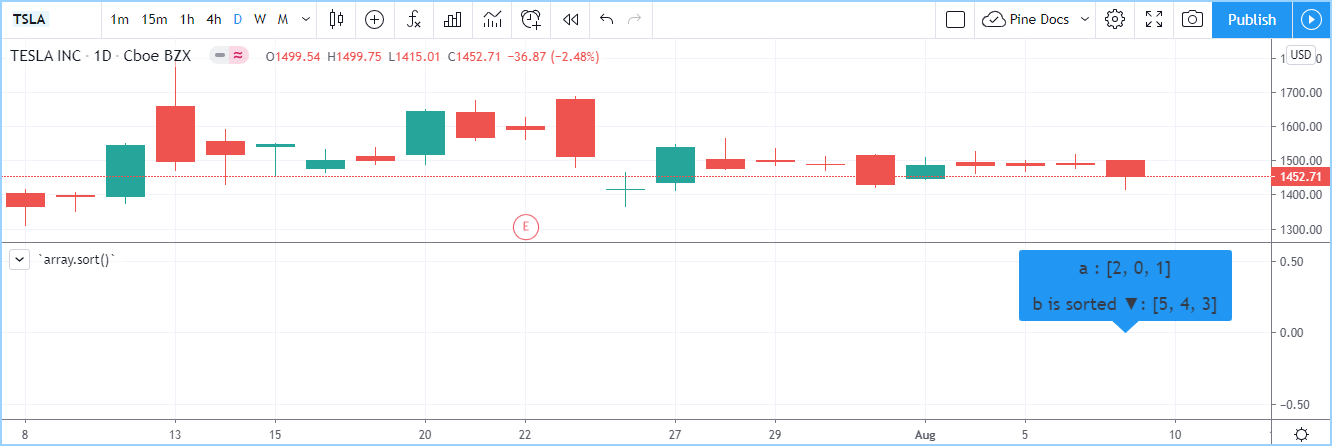 TSLA 1m 15m 1h 4h D W M Pine Docs Publish
TESLA INC · 1D · Cboe BZX O1499.54 H1499.75 L1415.01 C1452.71 −36.87 (−2.48%)
USD
1700.00
1600.00
1500.00
1452.71
1400.00
1300.00
E
`array.sort()`
a : [2, 0, 1]
b is sorted ▼: [5, 4, 3]
0.50
0.00
−0.50
8 13 15 20 22 27 29 Aug 5 10